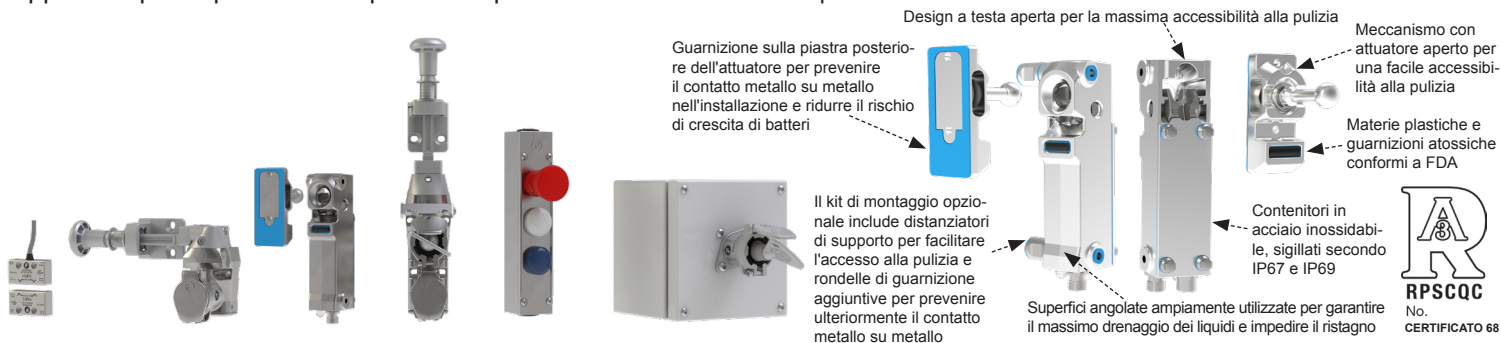 Design a testa aperta per la massima accessibilità alla pulizia
Guarnizione sulla piastra posterio-
re dell'attuatore per prevenire
il contatto metallo su metallo
nell'installazione e ridurre il rischio
di crescita di batteri
Meccanismo con
attuatore aperto per
una facile accessibi-
lità alla pulizia
Materie plastiche e
guarnizioni atossiche
conformi a FDA
Il kit di montaggio opzio-
nale include distanziatori
di supporto per facilitare
l'accesso alla pulizia e
rondelle di guarnizione
aggiuntive per prevenire
ulteriormente il contatto
metallo su metallo
Contenitori in
acciaio inossidabi-
le, sigillati secondo
IP67 e IP69
Superfici angolate ampiamente utilizzate per garantire
il massimo drenaggio dei liquidi e impedire il ristagno
RPSCQC
No.
CERTIFICATO 68